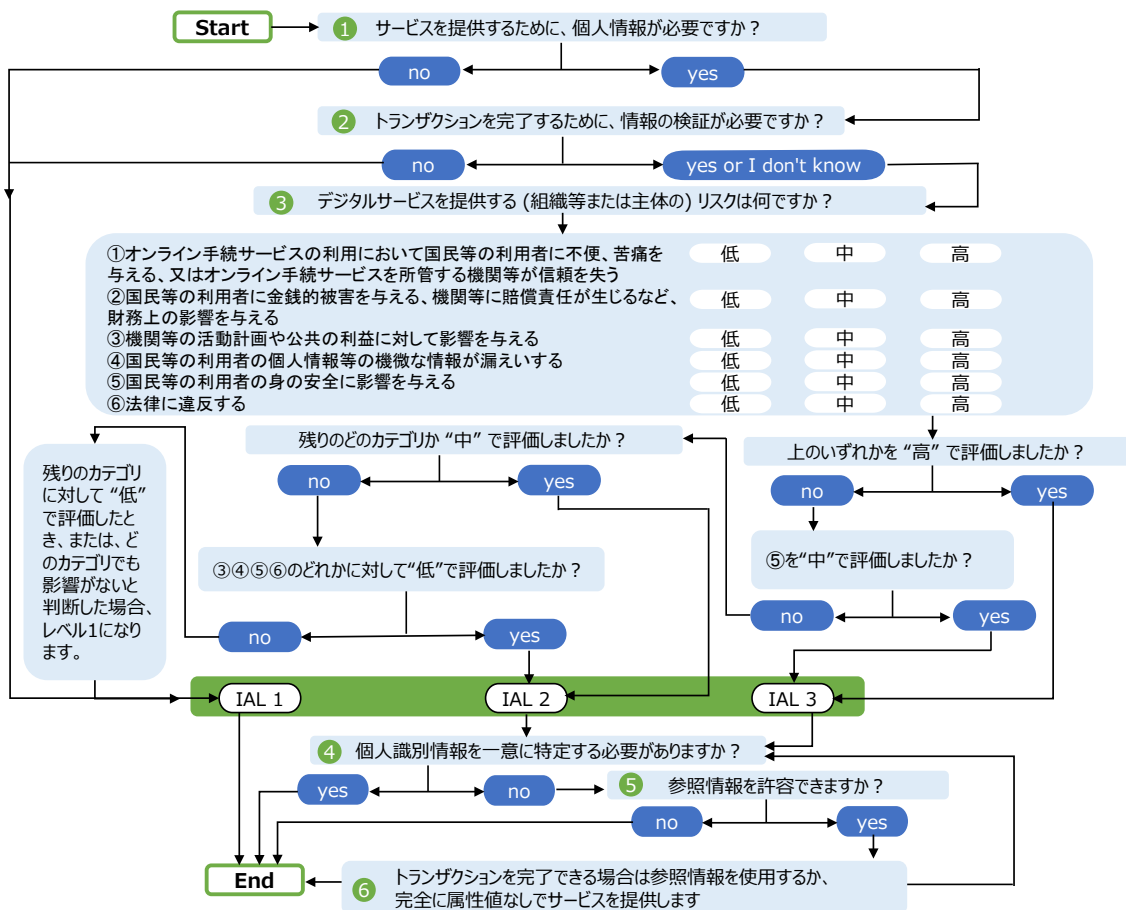 Start
1 サービスを提供するために、個人情報が必要ですか？
no
yes
2 トランザクションを完了するために、情報の検証が必要ですか？
no
yes or I don't know
3 デジタルサービスを提供する (組織等または主体の) リスクは何ですか？
①オンライン手続サービスの利用において国民等の利用者に不便、苦痛を 低 中 高
与える、又はオンライン手続サービスを所管する機関等が信頼を失う
②国民等の利用者に金銭的被害を与える、機関等に賠償責任が生じるなど、 低 中 高
財務上の影響を与える
③機関等の活動計画や公共の利益に対して影響を与える 低 中 高
④国民等の利用者の個人情報等の機微な情報が漏えいする 低 中 高
⑤国民等の利用者の身の安全に影響を与える 低 中 高
⑥法律に違反する 低 中 高
上のいずれかを “高” で評価しましたか？
no
yes
⑤を“中”で評価しましたか？
no
yes
残りのどのカテゴリか “中” で評価しましたか？
no
yes
③④⑤⑥のどれかに対して“低”で評価しましたか？
no
yes
残りのカテゴリ
に対して “低”
で評価したと
き、または、ど
のカテゴリでも
影響がないと
判断した場合、
レベル1になり
ます。
IAL 1
IAL 2
IAL 3
4 個人識別情報を一意に特定する必要がありますか？
yes
no
5 参照情報を許容できますか？
no
yes
End
6 トランザクションを完了できる場合は参照情報を使用するか、
完全に属性値なしでサービスを提供します